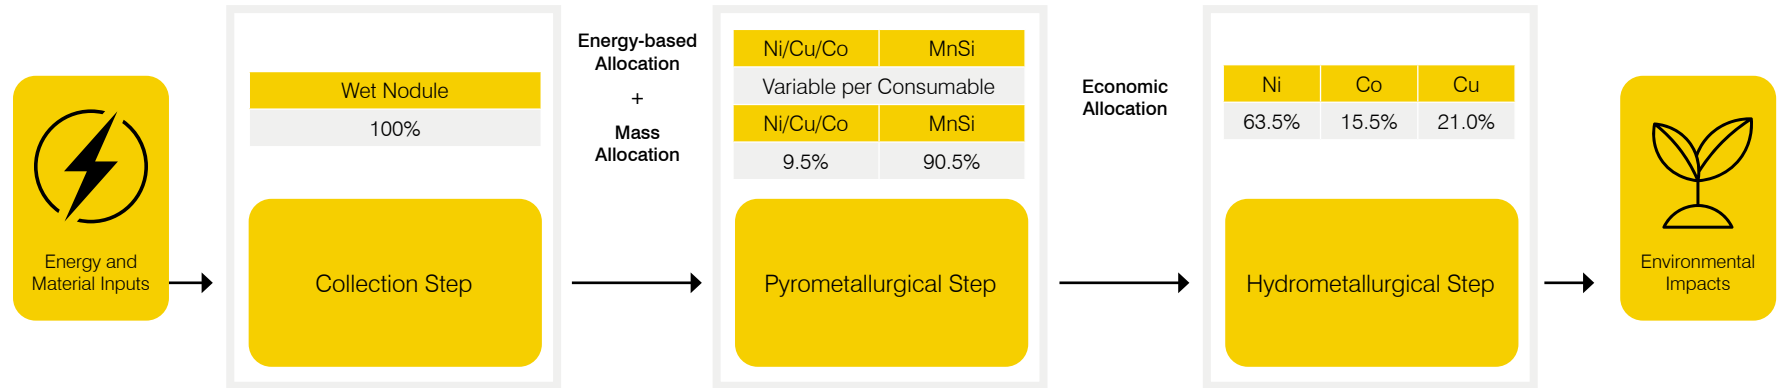 Energy and
Material Inputs
Wet Nodule
100%
Collection Step
Energy-based
Allocation
+
Mass
Allocation
Ni/Cu/Co MnSi
Variable per Consumable
Ni/Cu/Co MnSi
9.5% 90.5%
Pyrometallurgical Step
Economic
Allocation
Ni Co Cu
63.5% 15.5% 21.0%
Hydrometallurgical Step
Environmental
Impacts